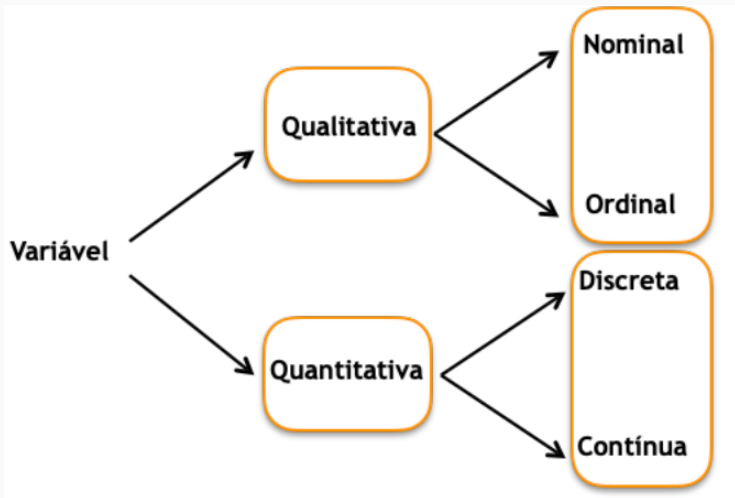 Variável
Qualitativa
Nominal
Ordinal
Quantitativa
Discreta
Contínua